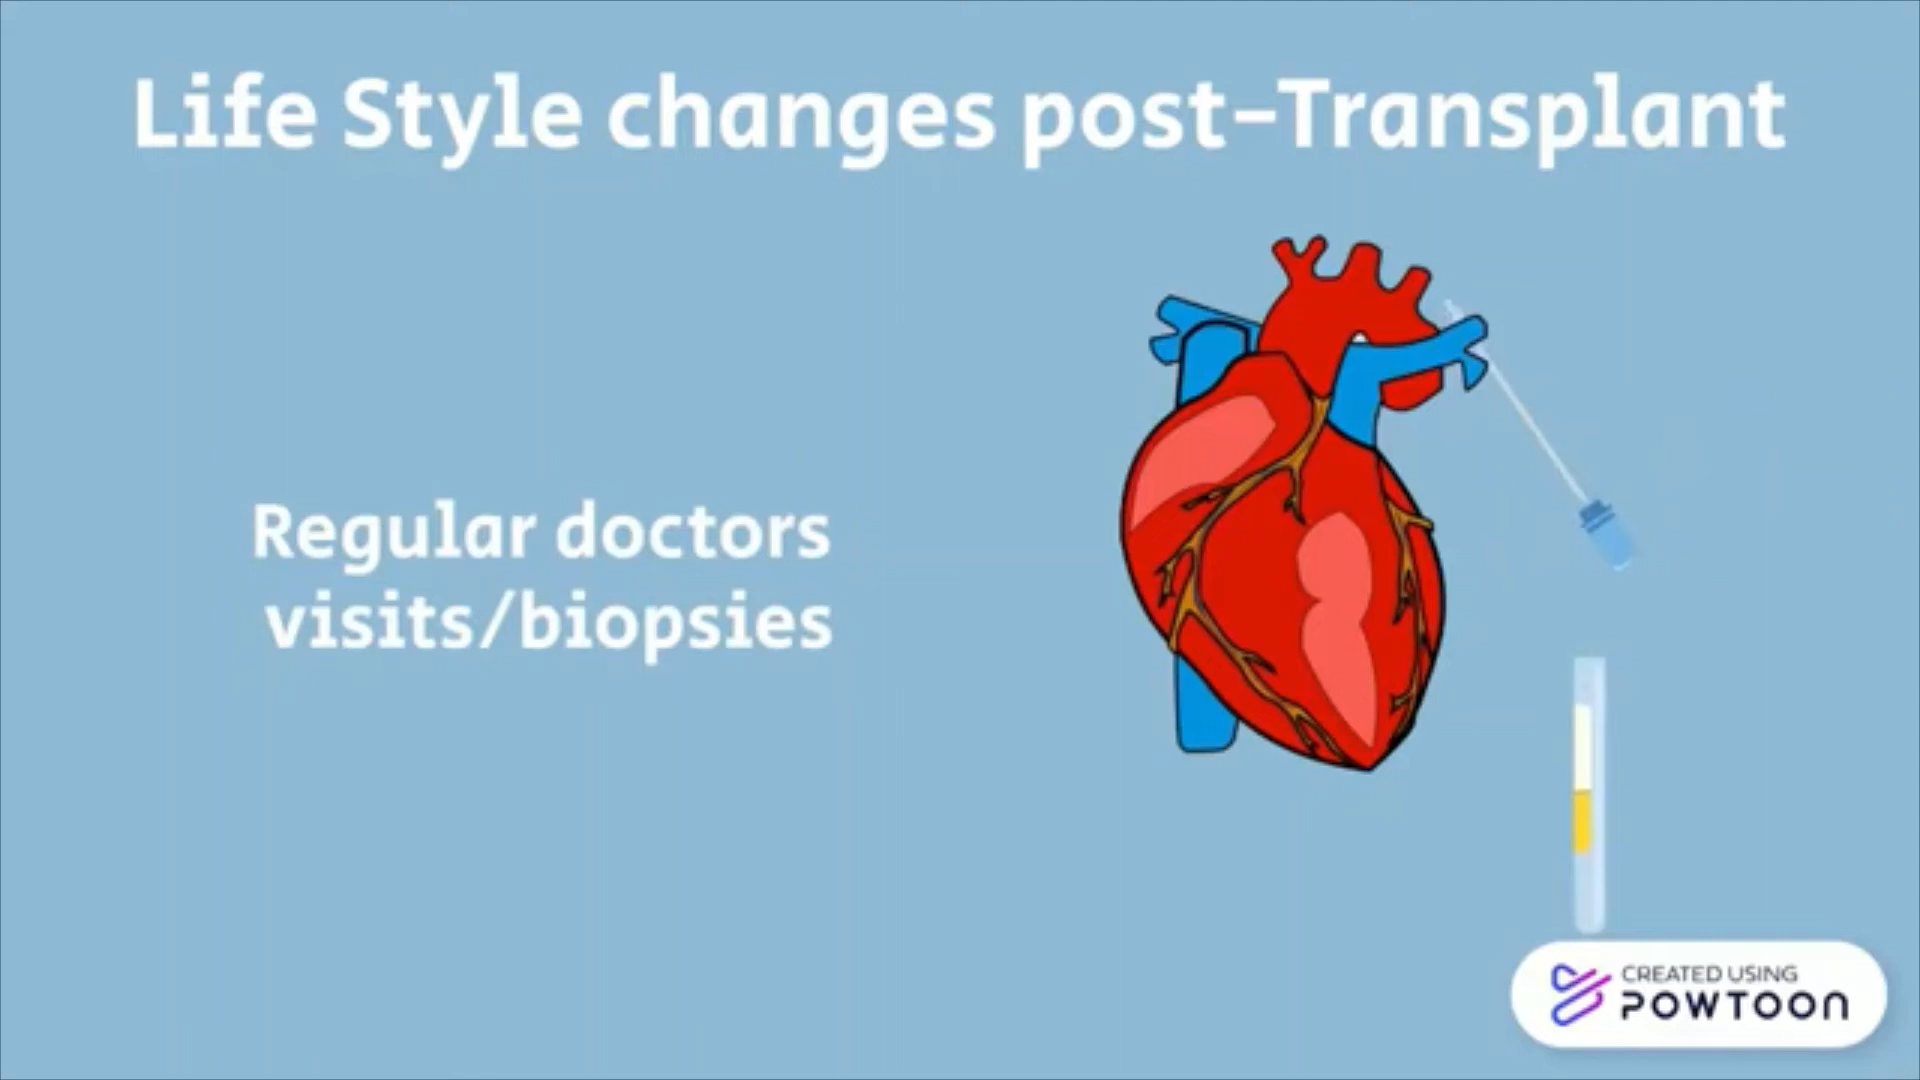 Life Style changes post-Transplant
Regular doctors
visits/biopsies
CREATED USING
POWTOON